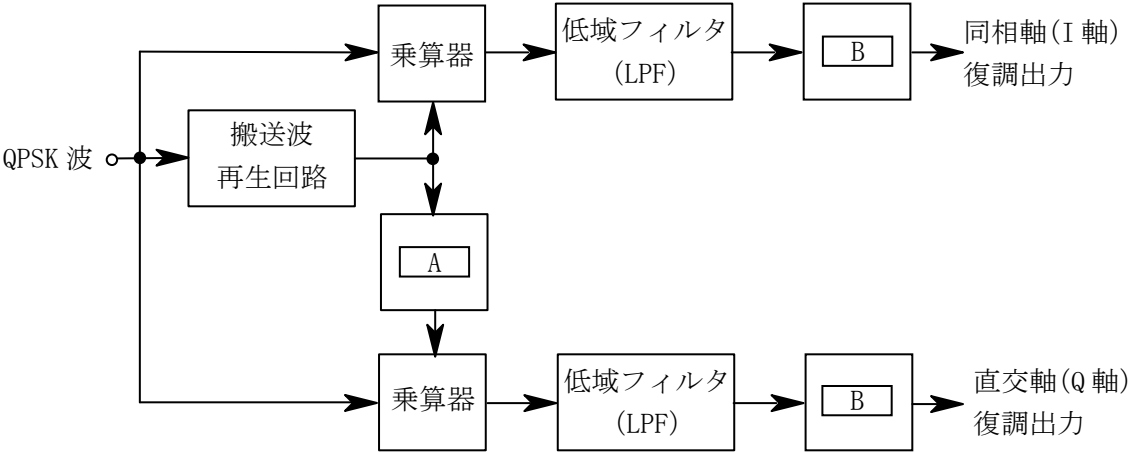 乗算器
低域フィルタ
(LPF)
B
同相軸(I 軸)
復調出力
QPSK 波
搬送波
再生回路
A
乗算器
低域フィルタ
(LPF)
B
直交軸(Q 軸)
復調出力